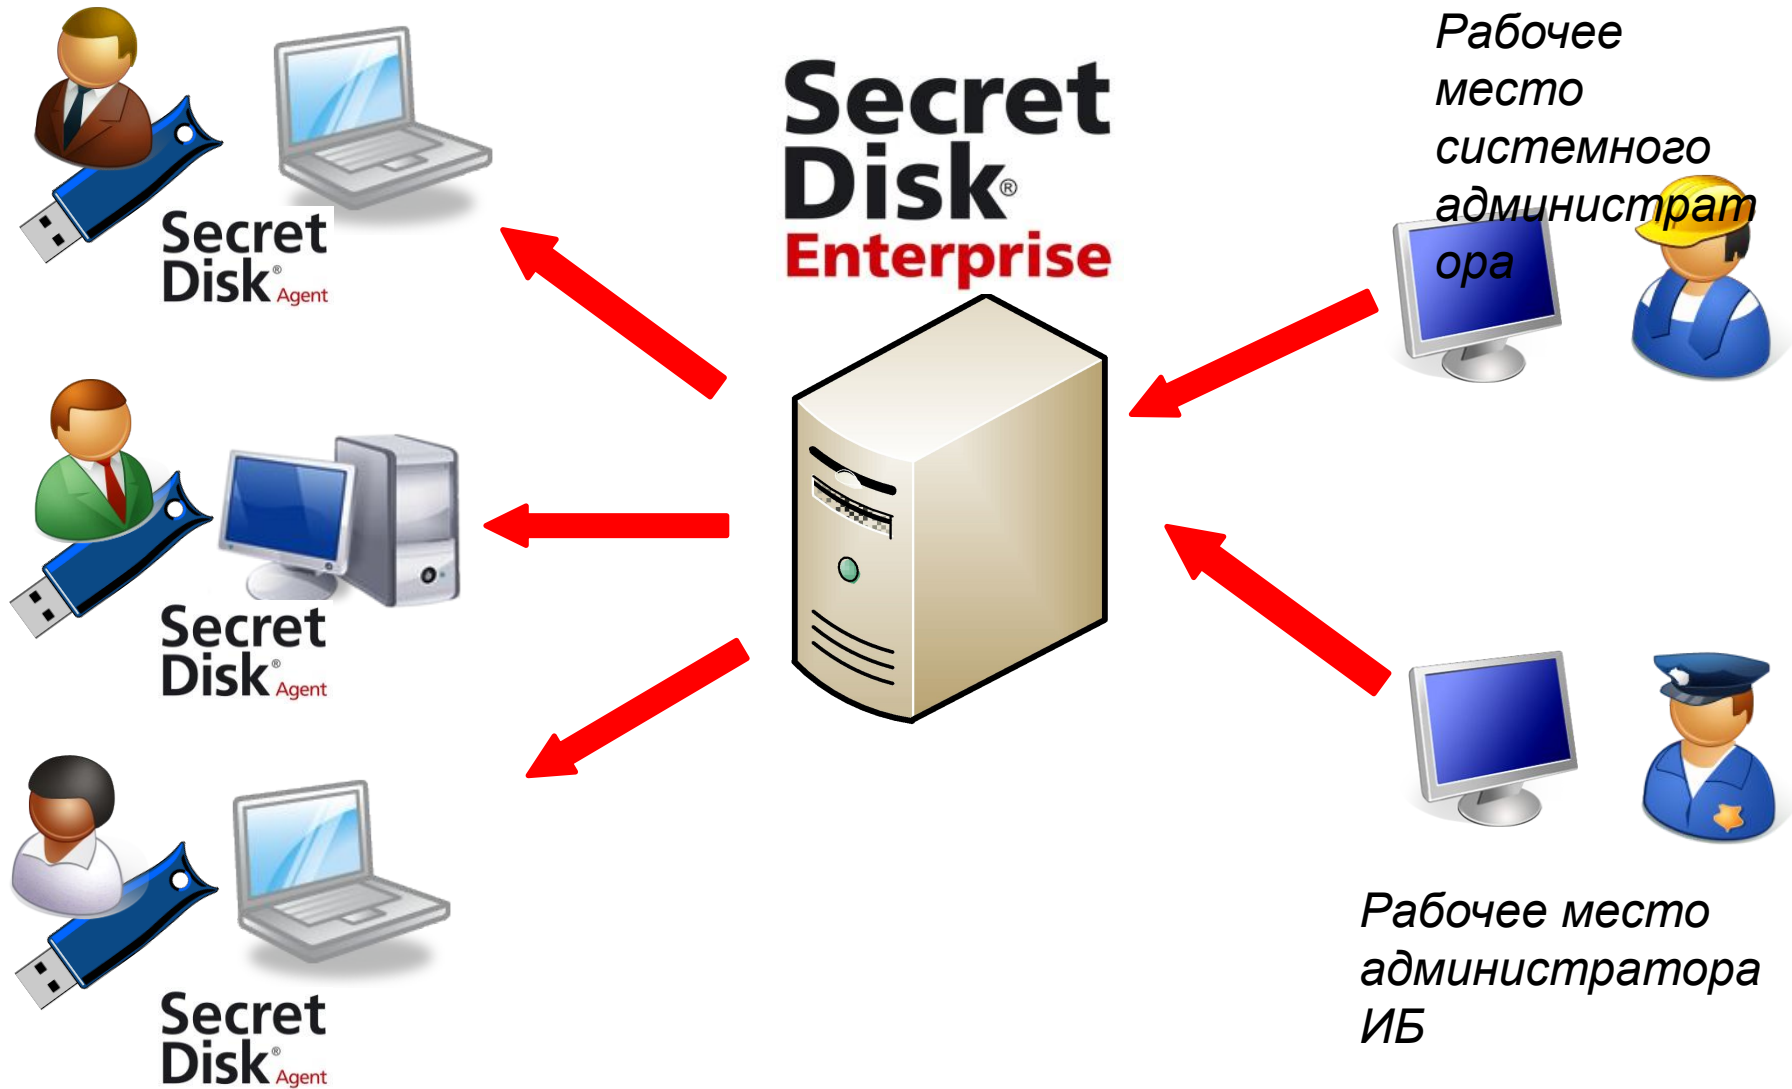 Secret
Disk®
Enterprise
Рабочее
место
системного
администрат
ора
Secret
Disk® Agent
Secret
Disk® Agent
Secret
Disk® Agent
Рабочее место
администратора
ИБ